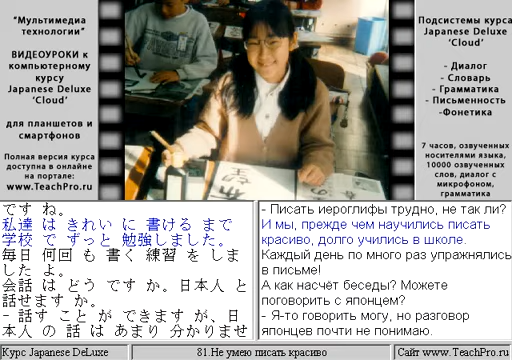 "Мультимедиа
технологии"
ВИДЕОУРОКИ к
компьютерному
курсу
Japanese Deluxe
'Cloud'
для планшетов и
смартфонов
Полная версия курса
доступна в онлайне
на портале:
www.TeachPro.ru
Подсистемы курса
Japanese Deluxe
'Cloud'
- Диалог
- Словарь
- Грамматика
- Письменность
-Фонетика
7 часов, озвученных
носителями языка,
10000 озвученных
слов, диалог с
микрофоном,
грамматика
です ね。
私達 は きれい に 書ける まで
学校 で ずっと 勉強しました。
毎日 何回 も 書く 練習 を しま
した よ。
会話 は どう です か。日本人 と
話せます か。
- 話す こと が できます が、日
本人 の 話 は あまり 分かりませ
- Писать иероглифы трудно, не так ли?
И мы, прежде чем научились писать
красиво, долго учились в школе.
Каждый день по много раз упражнялись
в письме!
А как насчёт беседы? Можете
поговорить с японцем?
- Я-то говорить могу, но разговор
японцев почти не понимаю.
Курс Japanese DeLuxe
81.Не умею писать красиво
Сайт www.TeachPro.ru